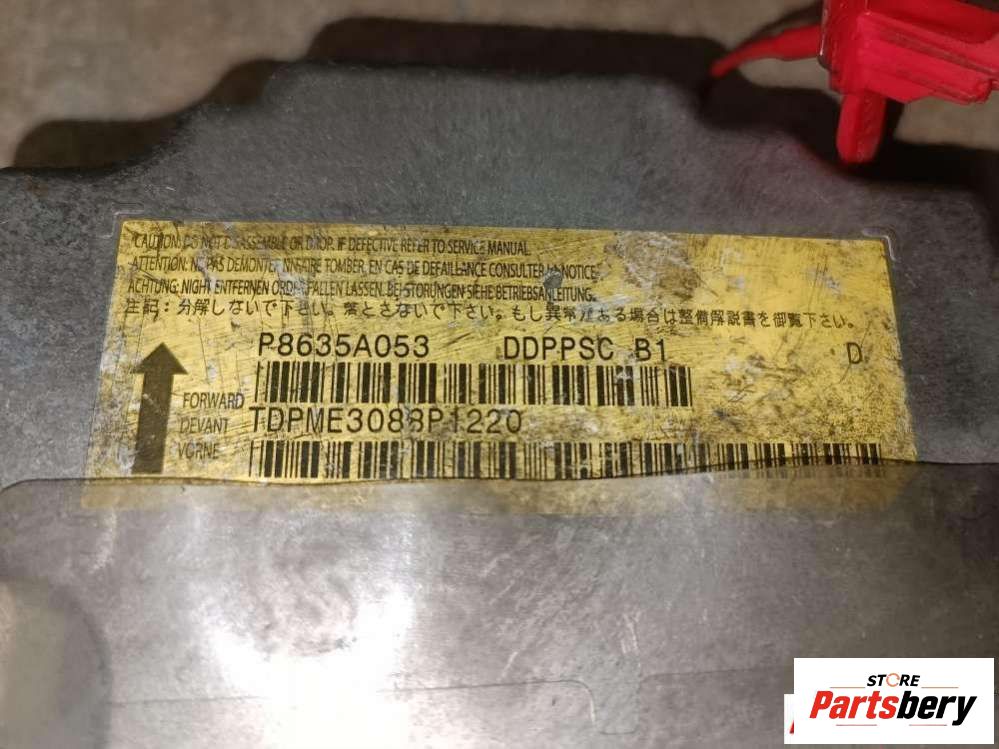 CAUTION: DO NOT DISASSEMBLE OR DROP. IF DEFECTIVE REFER TO SERVICE MANUAL.
ATTENTION: NE PAS DEMONTER NI FAIRE TOMBER, EN CAS DE DEFAILLANCE CONSULTER LA NOTICE.
ACHTUNG: NIGHT ENTFERNEN ODER FALLEN LASSEN. BEI STORUNGEN SIEHE BETRIEBSANLEITUNG.
注記: 分解しないで下さい。落とさないで下さい。もし異常がある場合は整備解説書を御覧下さい。
P8635A053 DDPPSC B1 D
FORWARD
DEVANT TDPME3083P1220
VORNE
STORE
Partsbery